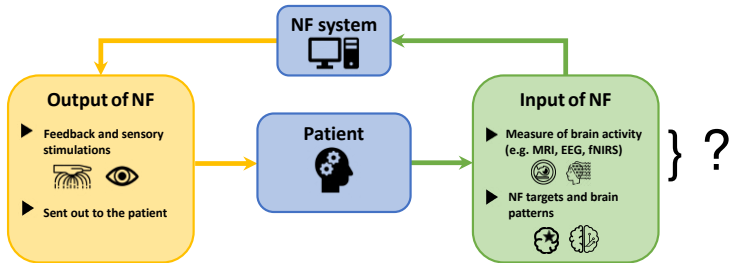 NF system
Output of NF
Feedback and sensory
stimulations
Sent out to the patient
Patient
Input of NF
Measure of brain activity
(e.g. MRI, EEG, fNIRS)
NF targets and brain
patterns
} ?